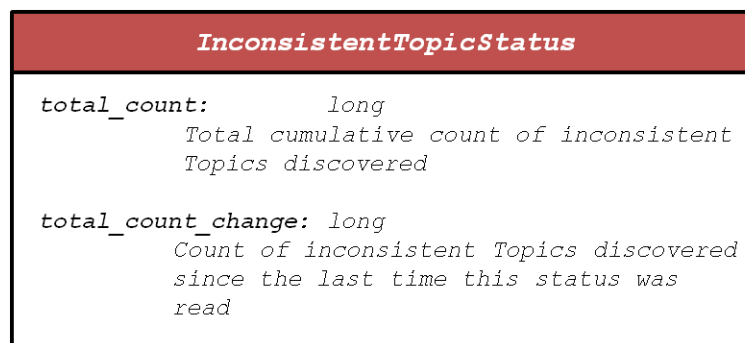 InconsistentTopicStatus
total_count: long
Total cumulative count of inconsistent
Topics discovered
total_count_change: long
Count of inconsistent Topics discovered
since the last time this status was
read